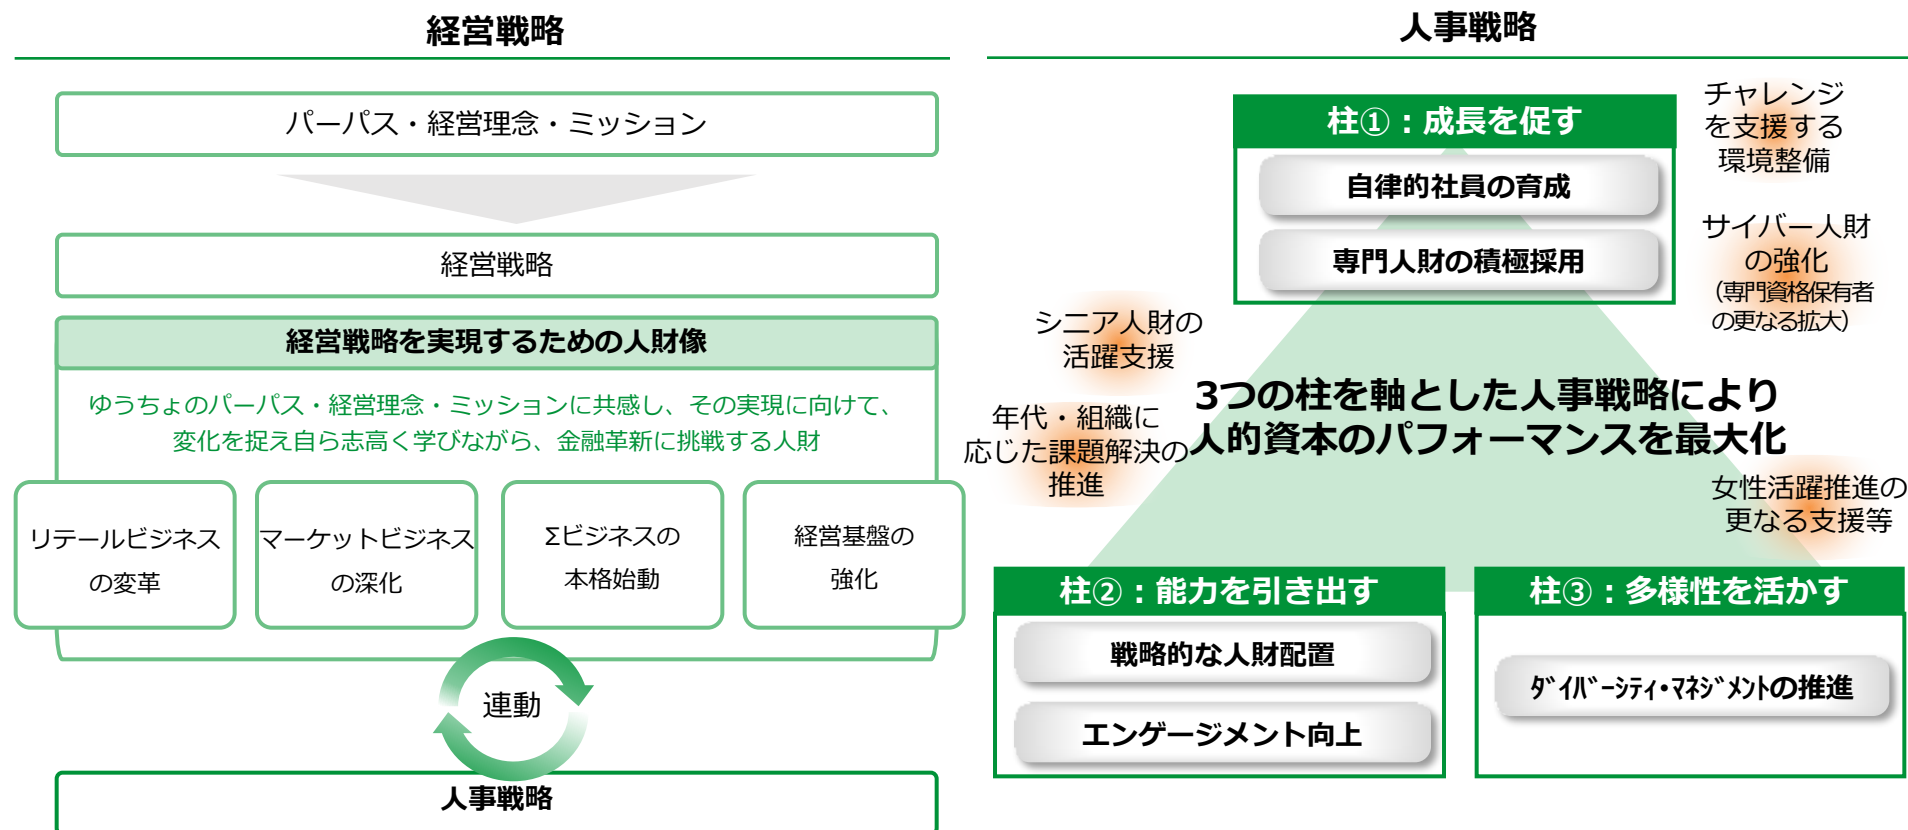 経営戦略
パーパス・経営理念・ミッション
経営戦略
経営戦略を実現するための人財像
ゆうちょのパーパス・経営理念・ミッションに共感し、その実現に向けて、
変化を捉え自ら志高く学びながら、金融革新に挑戦する人財
リテールビジネス
の変革
マーケットビジネス
の深化
Σビジネスの
本格始動
経営基盤の
強化
連動
人事戦略
人事戦略
柱①：成長を促す
自律的社員の育成
専門人財の積極採用
チャレンジ
を支援する
環境整備
サイバー人財
の強化
（専門資格保有者
の更なる拡大）
シニア人財の
活躍支援
年代・組織に
応じた課題解決の
推進
3つの柱を軸とした人事戦略により
人的資本のパフォーマンスを最大化
女性活躍推進の
更なる支援等
柱②：能力を引き出す
戦略的な人財配置
エンゲージメント向上
柱③：多様性を活かす
ﾀﾞｲﾊﾞｰｼﾃｨ・ﾏﾈｼﾞﾒﾝﾄの推進